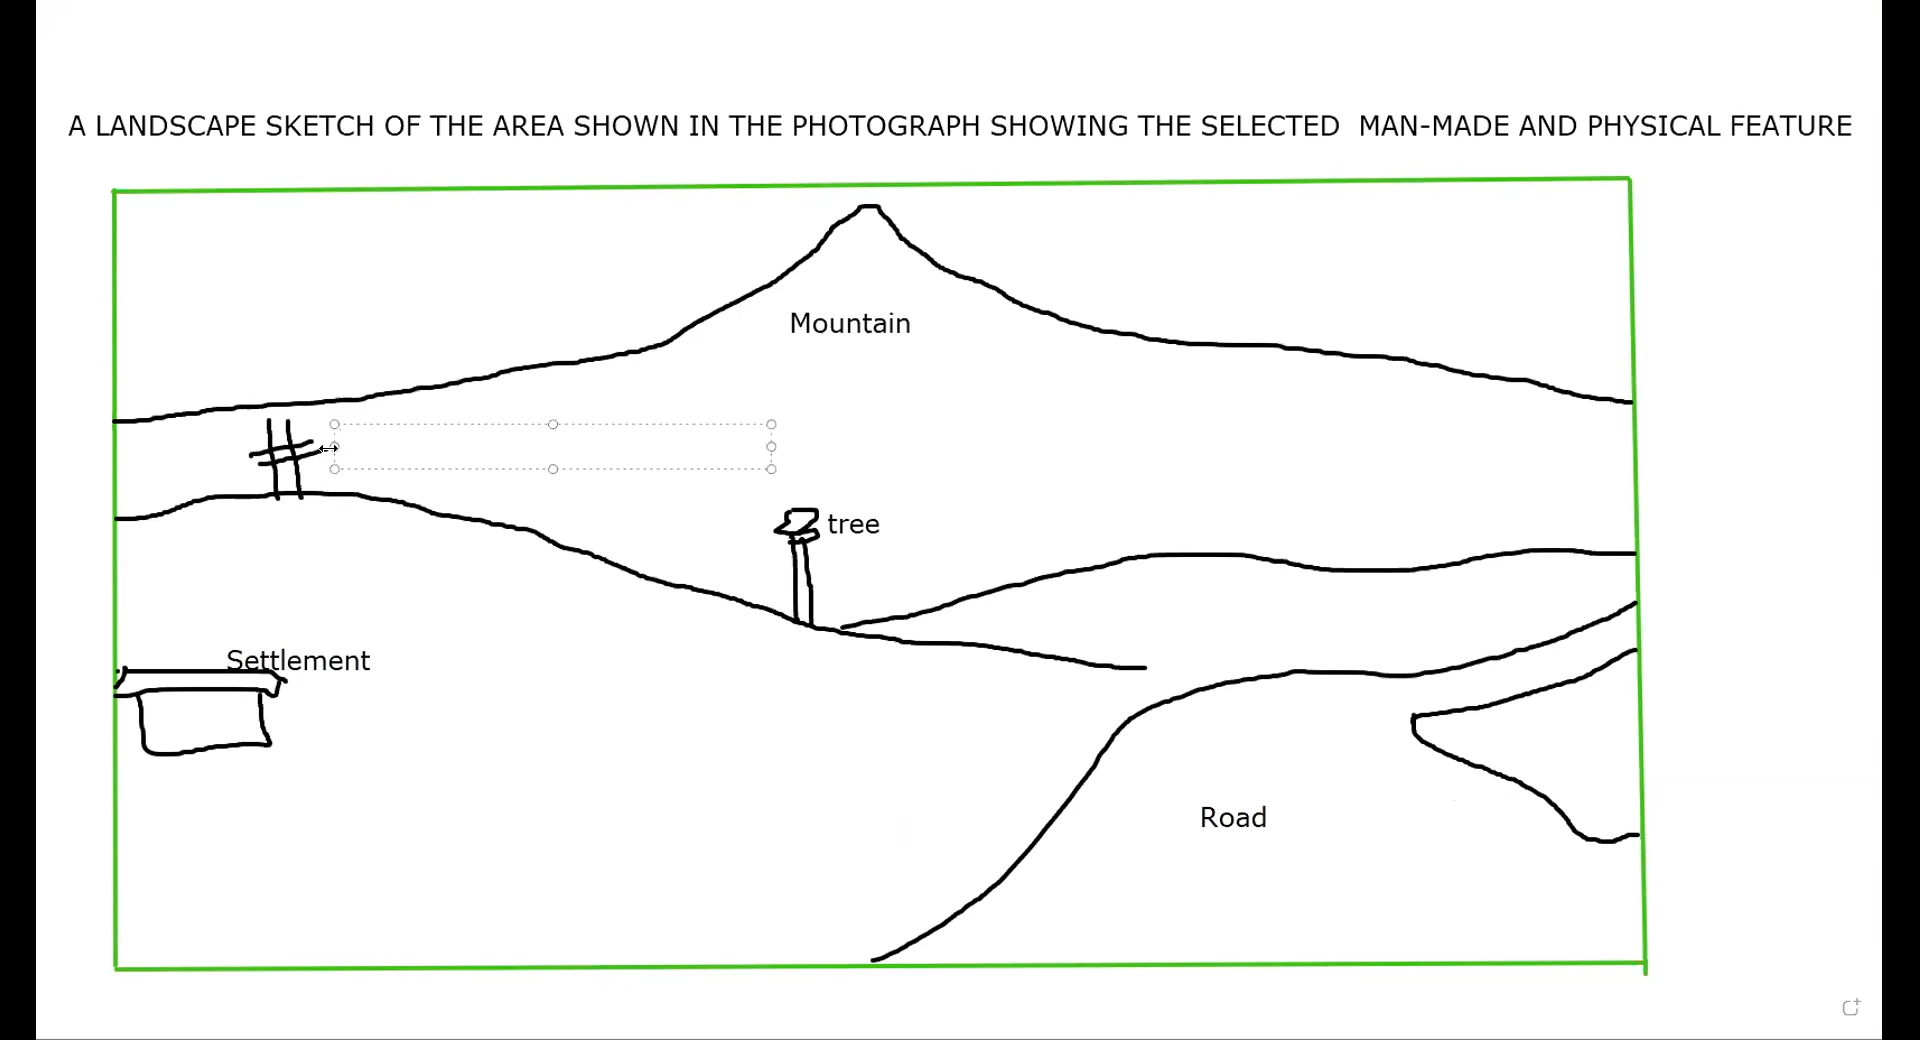 A LANDSCAPE SKETCH OF THE AREA SHOWN IN THE PHOTOGRAPH SHOWING THE SELECTED  MAN-MADE AND PHYSICAL FEATURE
Mountain
tree
Settlement
Road